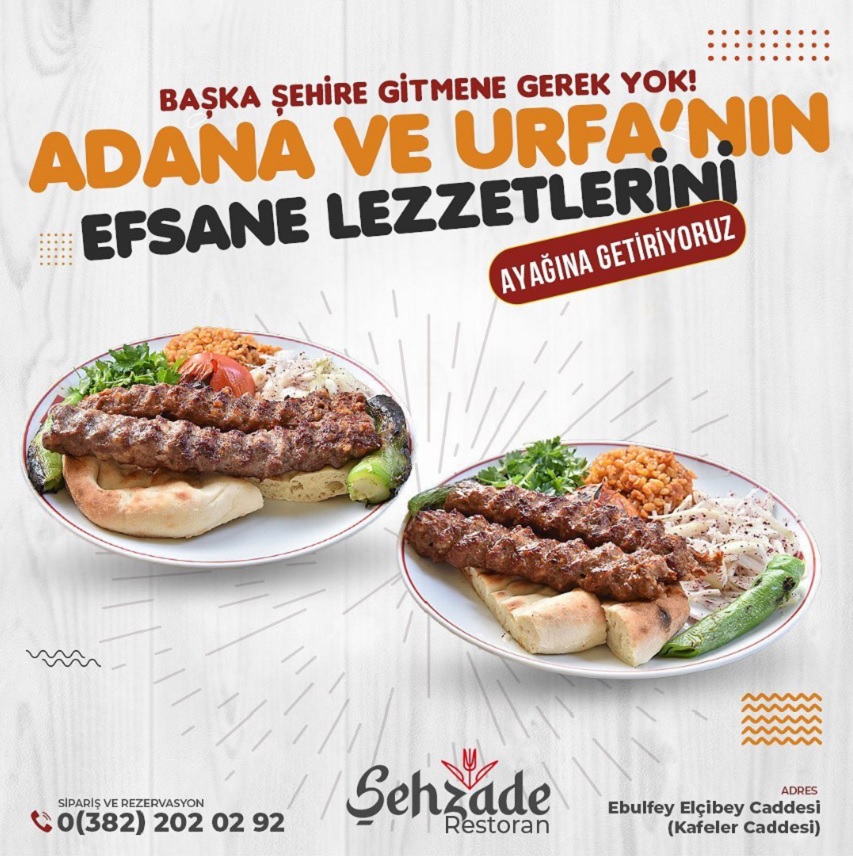 BAŞKA ŞEHİRE GİTMENE GEREK YOK!
ADANA VE URFA'NIN
EFSANE LEZZETLERİNİ
AYAĞINA GETİRİYORUZ
SİPARİŞ VE REZERVASYON
0(382) 202 02 92
Şehzade
Restoran
ADRES
Ebulfey Elçibey Caddesi
(Kafeler Caddesi)